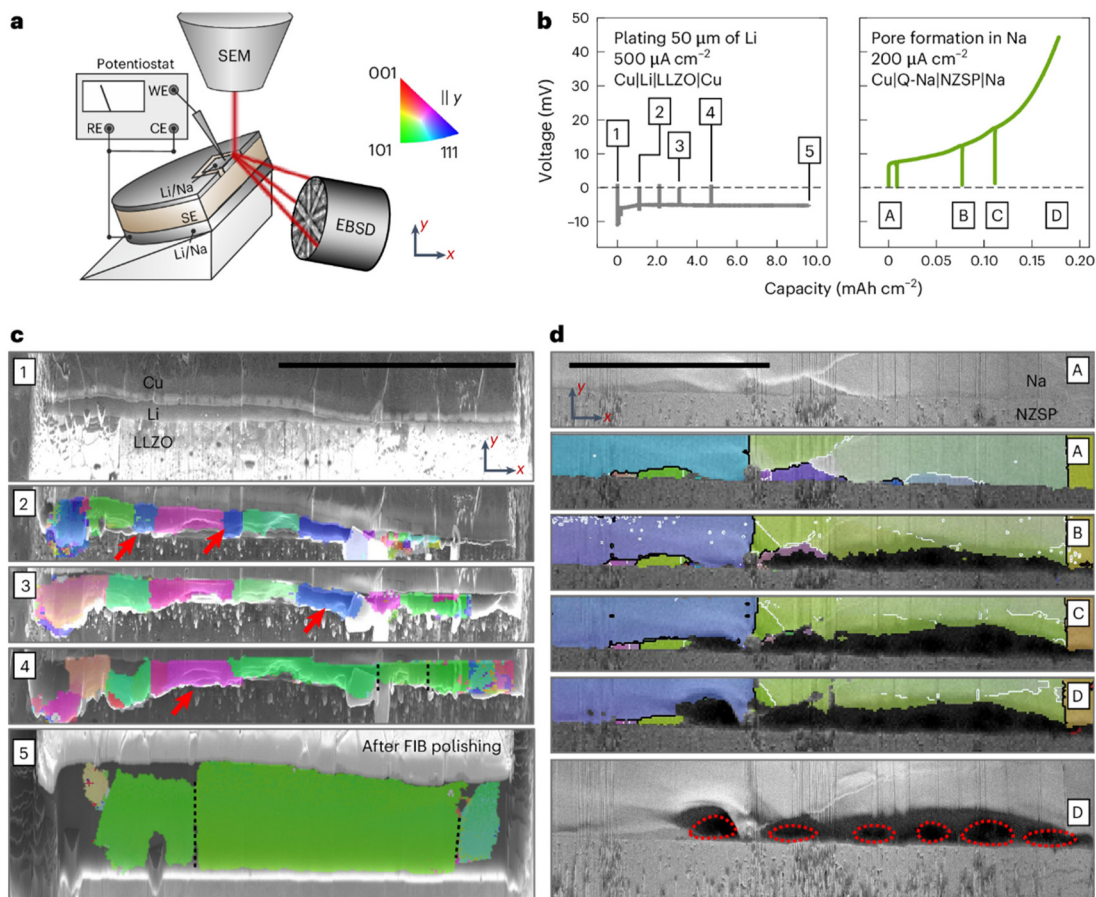 a
SEM
Potentiostat
WE
RE
CE
001
|| y
101
111
Li/Na
SE
Li/Na
EBSD
y
x
b
Voltage (mV)
50
40
30
20
10
0
−10
Plating 50 µm of Li
500 µA cm−2
Cu|Li|LLZO|Cu
1
2
3
4
5
0
2.0
4.0
6.0
8.0
10.0
Pore formation in Na
200 µA cm−2
Cu|Q-Na|NZSP|Na
A
B
C
D
0
0.05
0.10
0.15
0.20
Capacity (mAh cm−2)
c
1
Cu
Li
LLZO
y
x
2
3
4
5
After FIB polishing
d
A
Na
NZSP
y
x
A
B
C
D
D